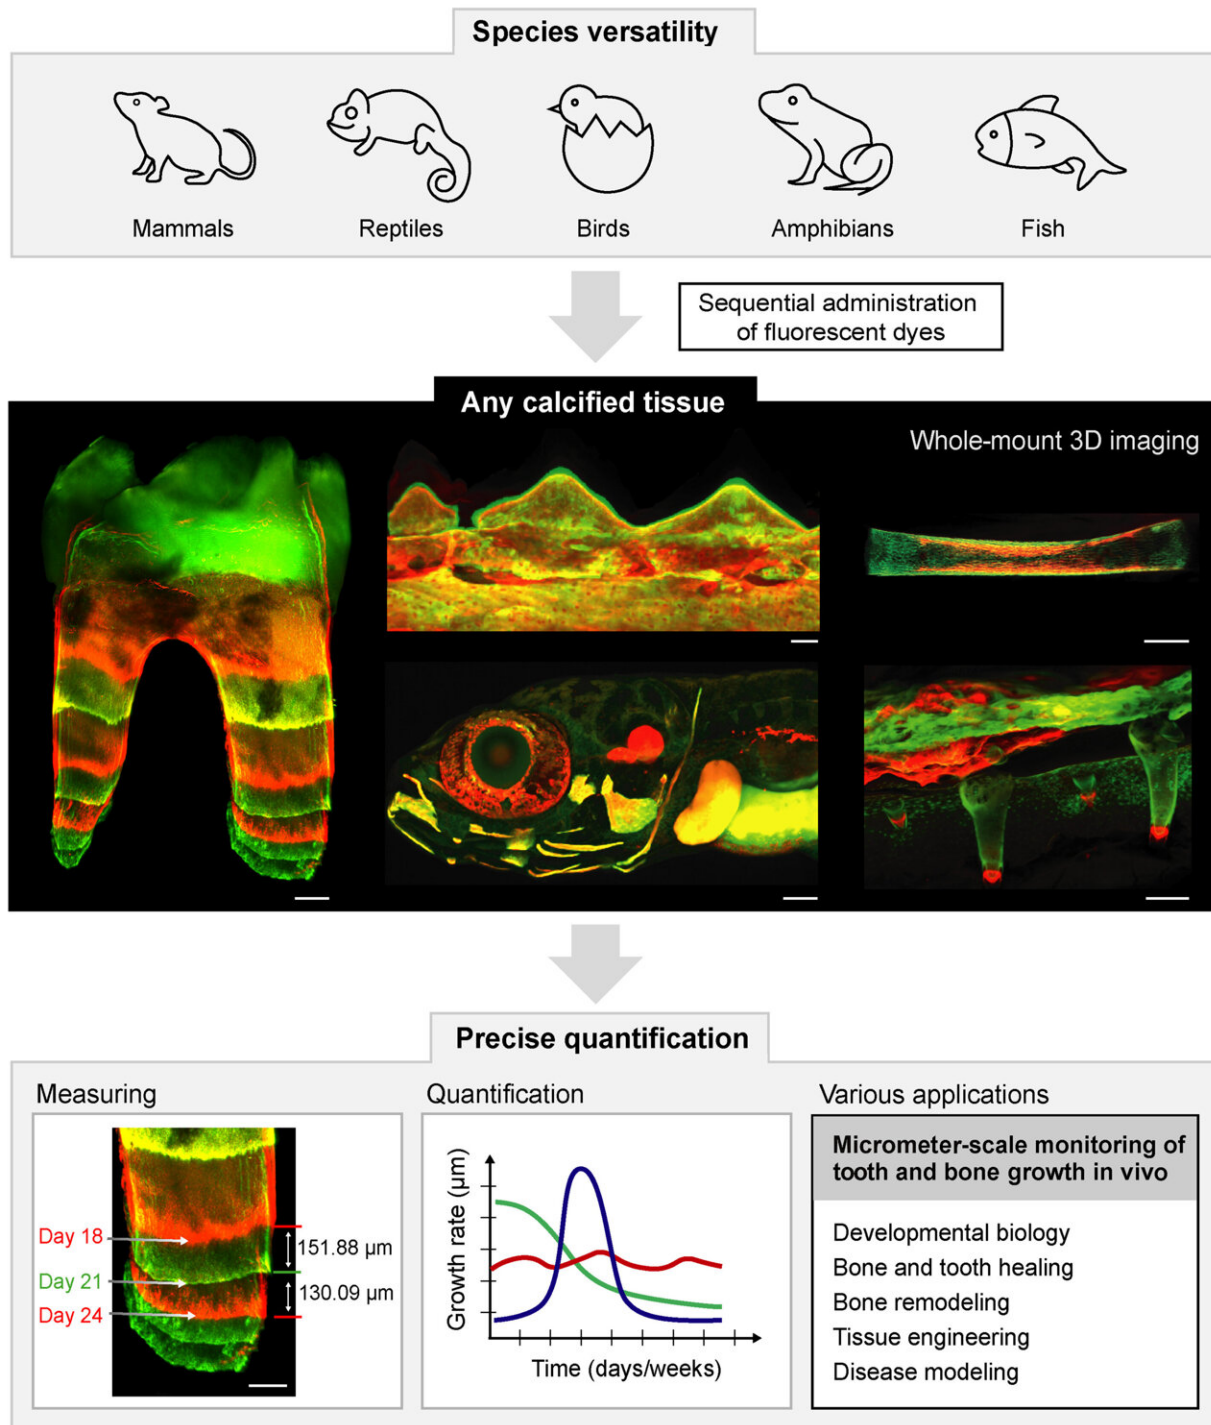 Species versatility
Mammals
Reptiles
Birds
Amphibians
Fish
Sequential administration
of fluorescent dyes
Any calcified tissue
Whole-mount 3D imaging
Precise quantification
Measuring
Day 18
Day 21
Day 24
151.88 µm
130.09 µm
Quantification
Growth rate (µm)
Time (days/weeks)
Various applications
Micrometer-scale monitoring of
tooth and bone growth in vivo
Developmental biology
Bone and tooth healing
Bone remodeling
Tissue engineering
Disease modeling